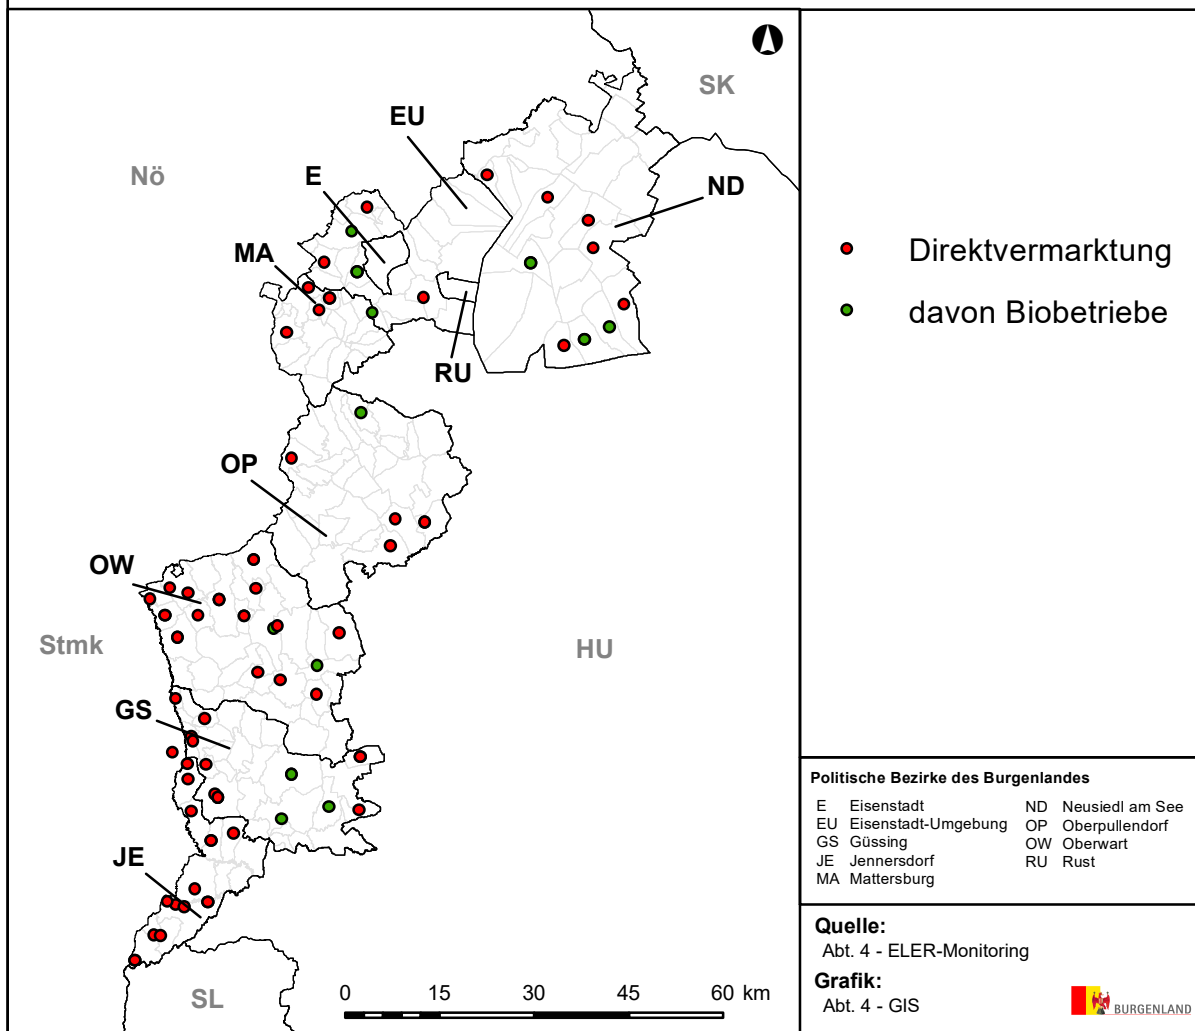 SK
EU
Nö
E
ND
MA
Direktvermarktung
davon Biobetriebe
RU
OP
OW
Stmk
HU
GS
JE
SL
0 15 30 45 60 km
Politische Bezirke des Burgenlandes
E Eisenstadt
EU Eisenstadt-Umgebung
GS Güssing
JE Jennersdorf
MA Mattersburg
ND Neusiedl am See
OP Oberpullendorf
OW Oberwart
RU Rust
Quelle:
Abt. 4 - ELER-Monitoring
Grafik:
Abt. 4 - GIS
BURGENLAND